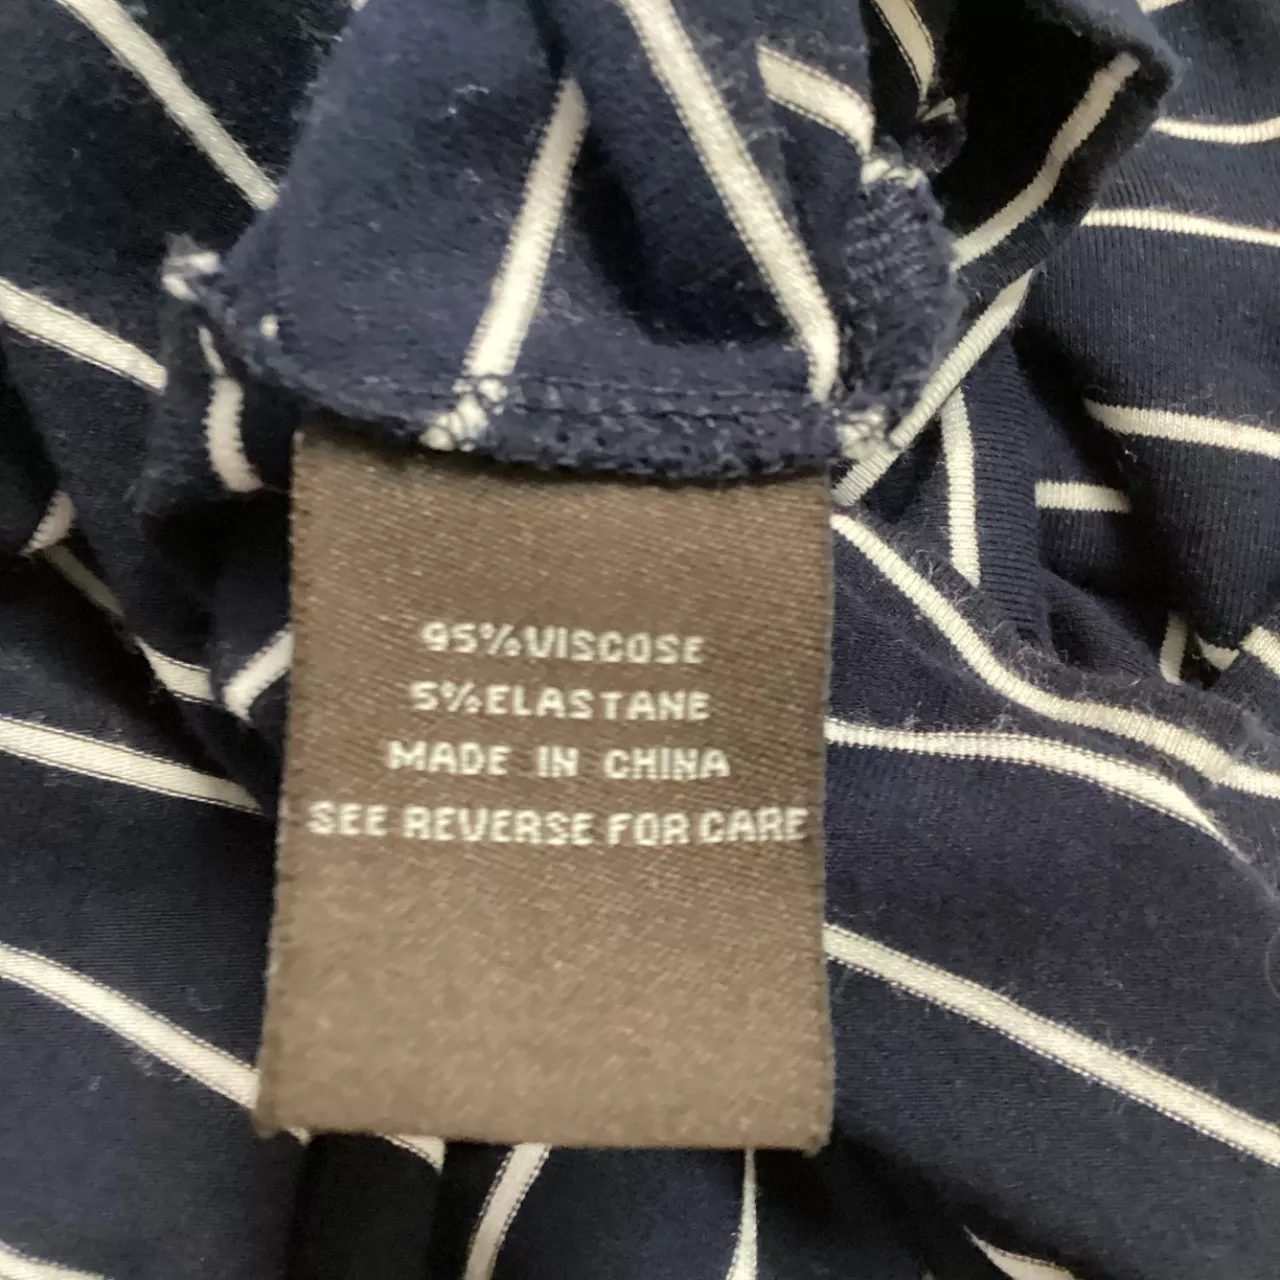 95%VISCOSE
5%ELASTANE
MADE IN CHINA
SEE REVERSE FOR CARE